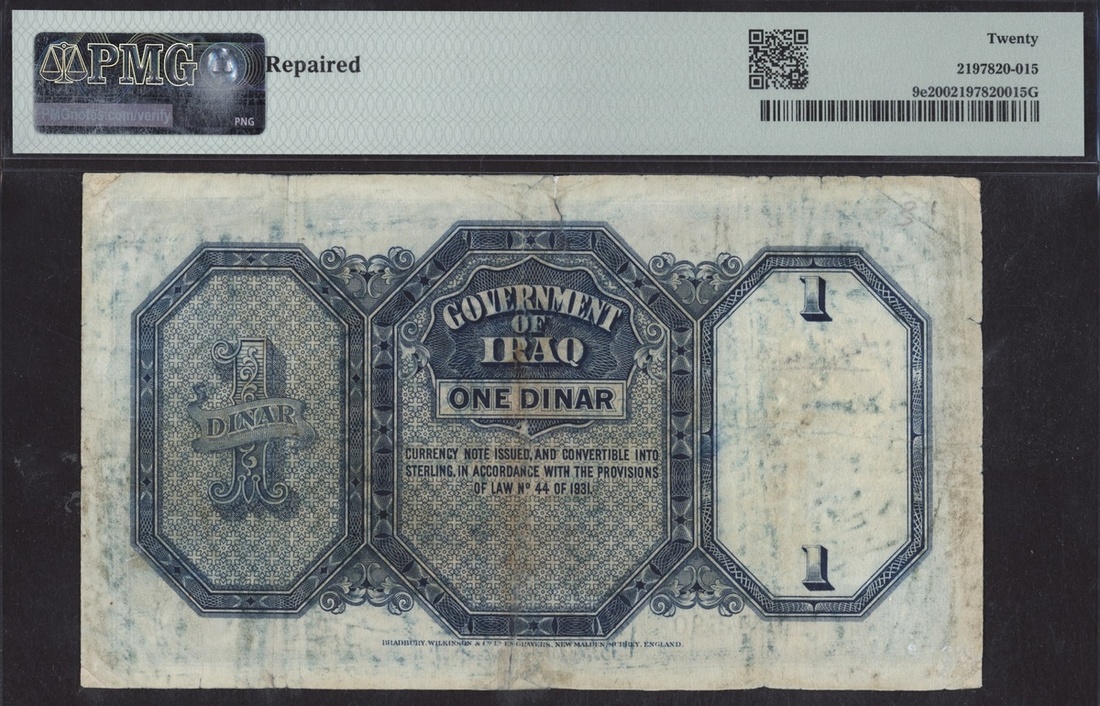 PMG
Repaired
PMGnotes.com/verify
PNG
Twenty
2197820-015
9e2002197820015G
GOVERNMENT
OF
IRAQ
ONE DINAR
CURRENCY NOTE ISSUED, AND CONVERTIBLE INTO
STERLING, IN ACCORDANCE WITH THE PROVISIONS
OF LAW Nº 44 OF 1931.
1
DINAR
1
1
BRADBURY, WILKINSON & Cº Lᴰ ENGRAVERS, NEW MALDEN, SURREY, ENGLAND.